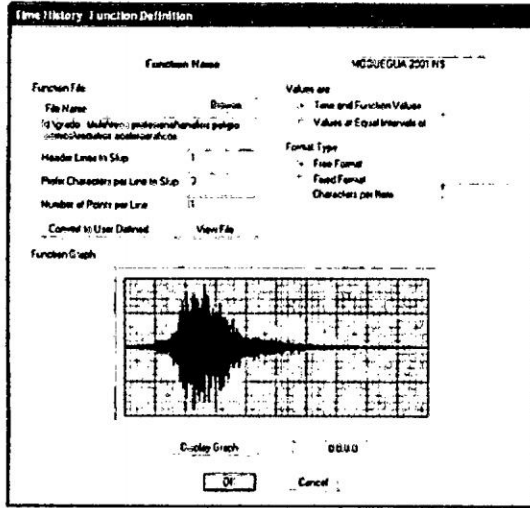 Time History Function Definition
Function Name
MOQUEGUA 2001 NS
Function File
Values are
File Name
Browse
Time and Function Values
Values at Equal Intervals of
Header Lines to Skip
1
Format Type
Prefix Characters per Line to Skip
0
Free Format
Fixed Format
Number of Points per Line
Characters per Item
Convert to User Defined
View File
Function Graph
Display Graph
OK
Cancel